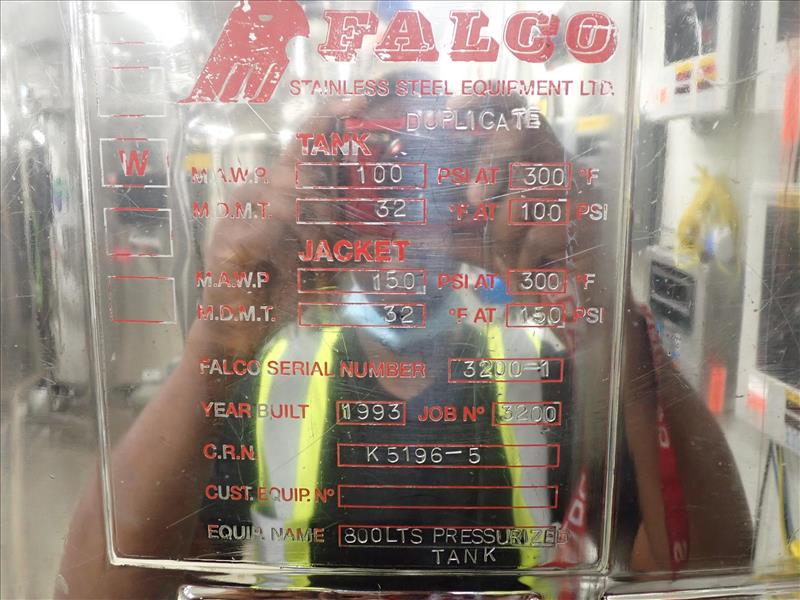 FALCO
STAINLESS STEEL EQUIPMENT LTD.
DUPLICATE
TANK
W
M.A.W.P. 100 PSI AT 300 °F
M.D.M.T. 32 °F AT 100 PSI
JACKET
M.A.W.P 150 PSI AT 300 °F
M.D.M.T. 32 °F AT 150 PSI
FALCO SERIAL NUMBER 3200-1
YEAR BUILT 1993 JOB Nº 3200
C.R.N. K5196-5
CUST. EQUIP. Nº
EQUIP. NAME 800LTS PRESSURIZED
TANK